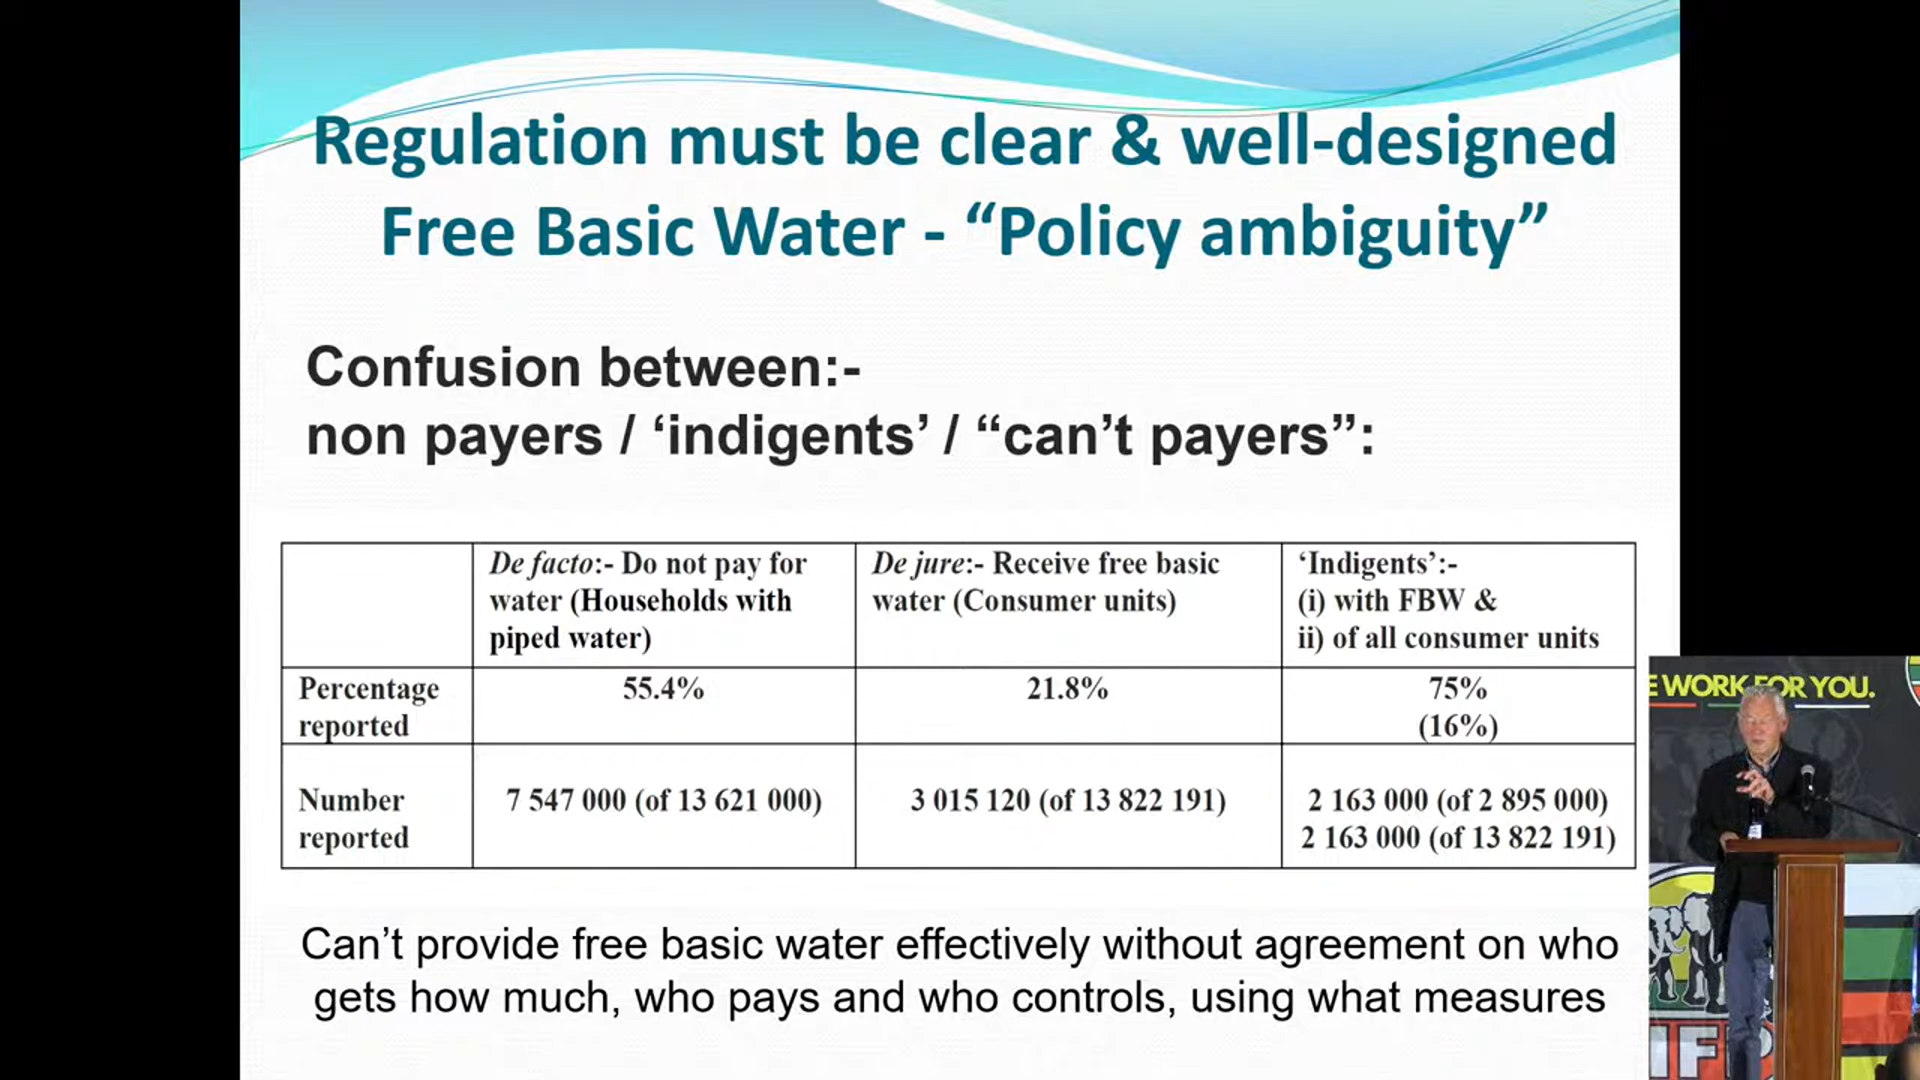 Regulation must be clear & well-designed
Free Basic Water - “Policy ambiguity”
Confusion between:-
non payers / ‘indigents’ / “can’t payers”:
De facto:- Do not pay for
water (Households with
piped water)
De jure:- Receive free basic
water (Consumer units)
‘Indigents’:-
(i) with FBW &
ii) of all consumer units
Percentage
reported
55.4%
21.8%
75%
(16%)
Number
reported
7 547 000 (of 13 621 000)
3 015 120 (of 13 822 191)
2 163 000 (of 2 895 000)
2 163 000 (of 13 822 191)
Can’t provide free basic water effectively without agreement on who
gets how much, who pays and who controls, using what measures
E WORK FOR YOU.
IFP